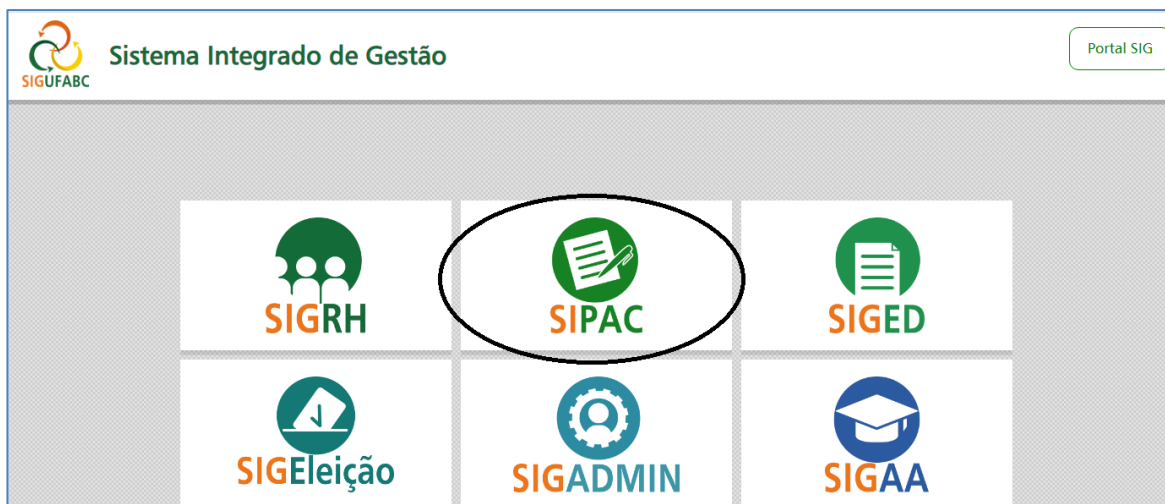 Sistema Integrado de Gestão
Portal SIG
SIGUFABC
SIGRH
SIPAC
SIGED
SIGEleição
SIGADMIN
SIGAA